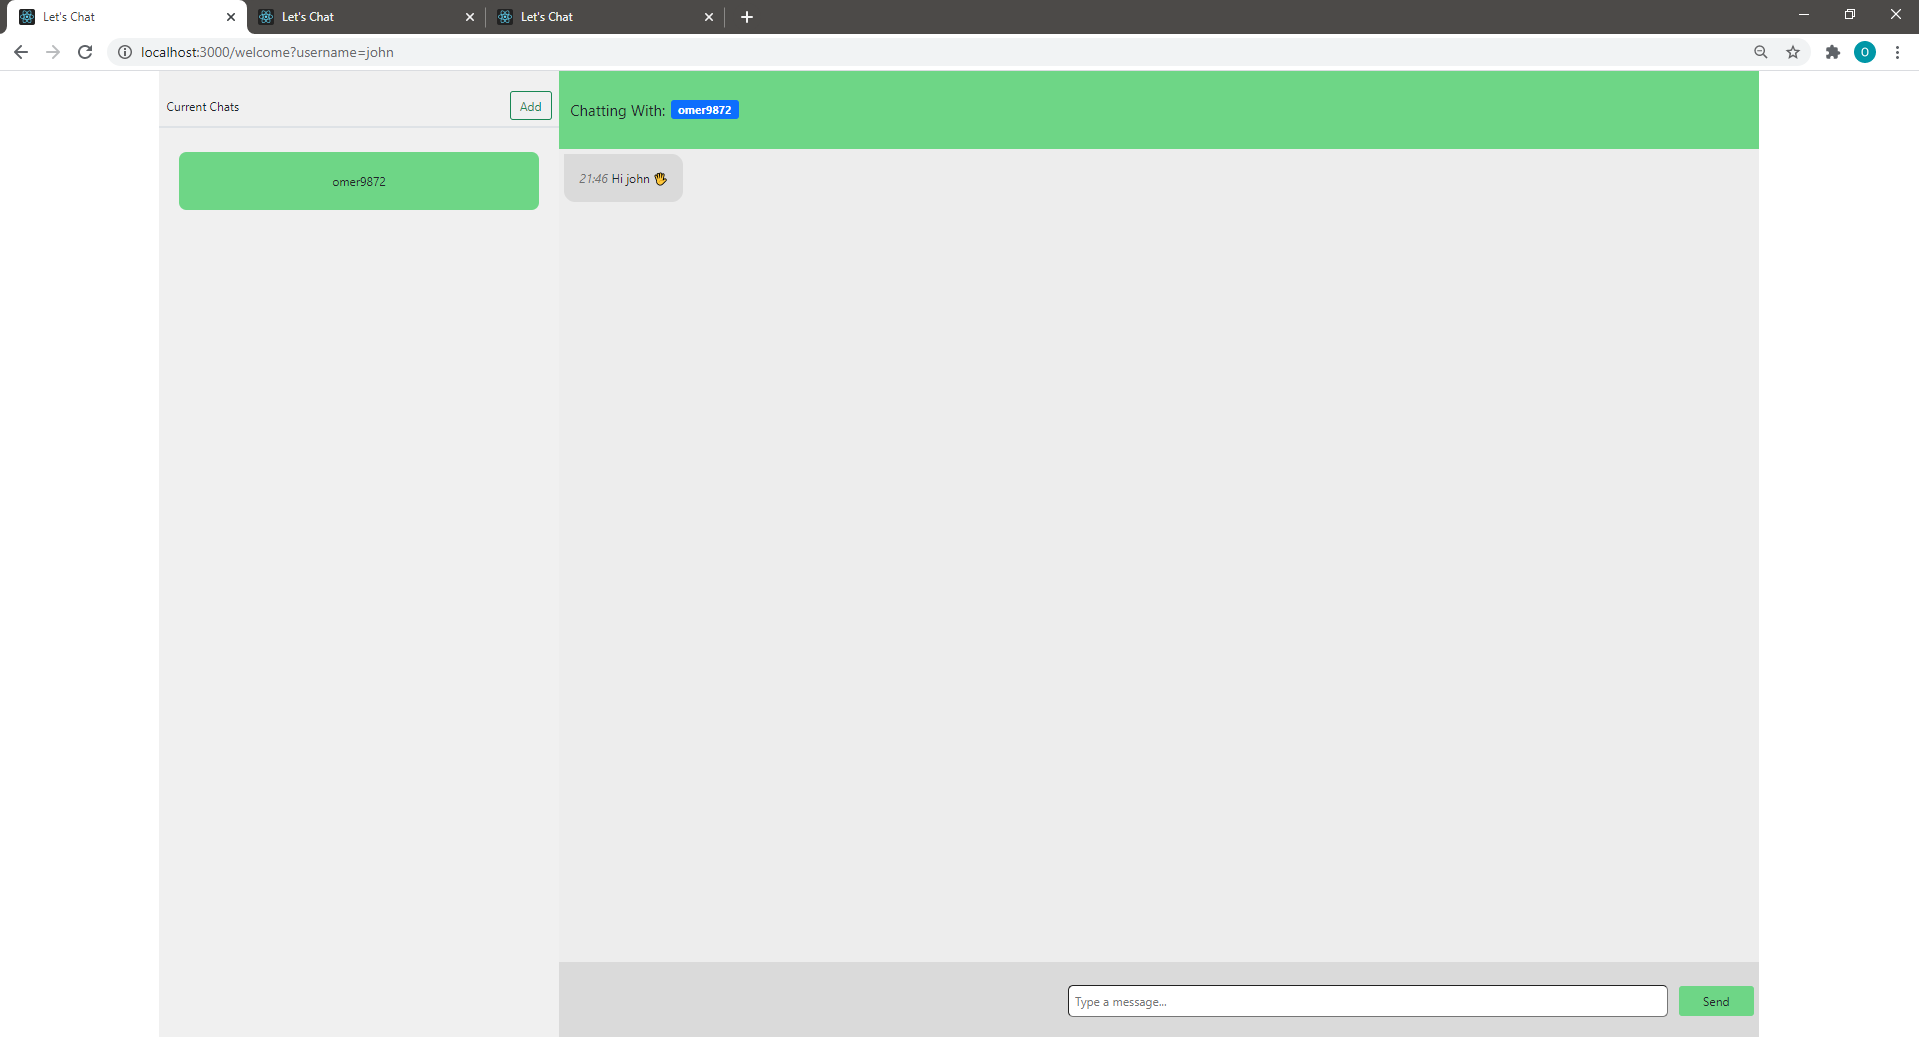 Let's Chat
Let's Chat
Let's Chat
localhost:3000/welcome?username=john
O
Current Chats
Add
omer9872
Chatting With: omer9872
21:46 Hi john 🖐
Type a message...
Send